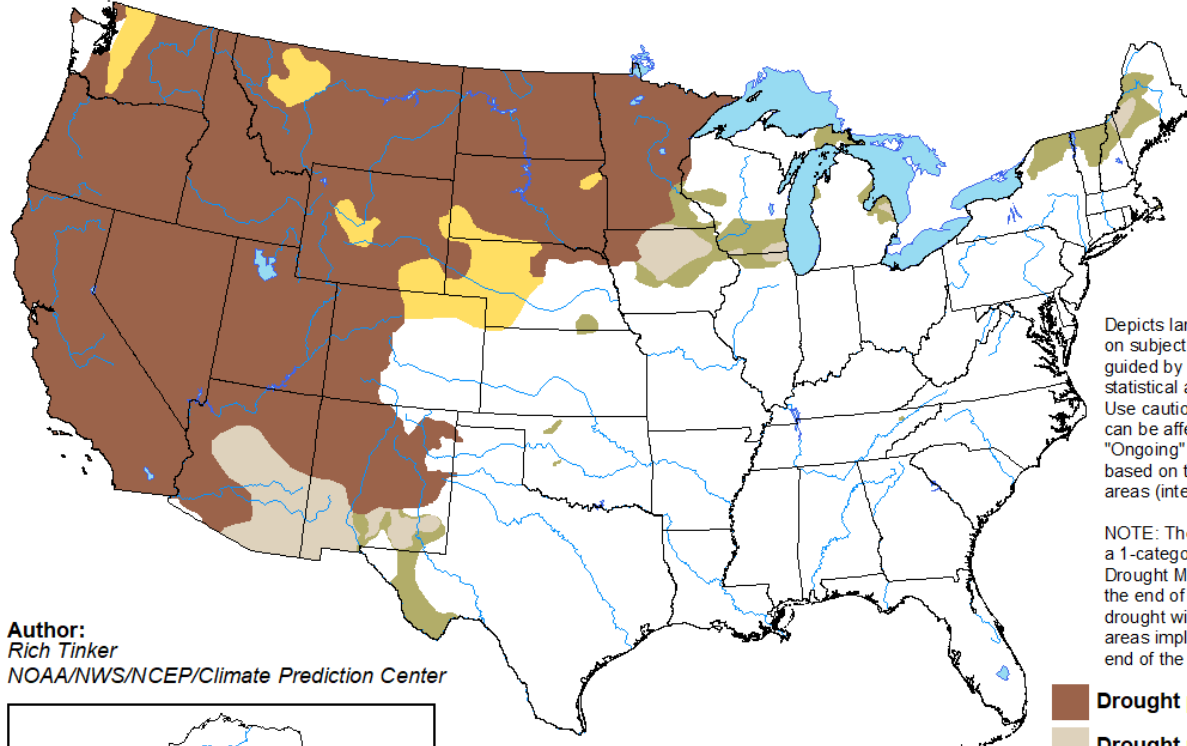 Depicts lar
on subject
guided by
statistical a
Use cautio
can be affe
"Ongoing"
based on t
areas (inte
NOTE: The
a 1-catego
Drought M
the end of
drought wi
areas impl
end of the
Author:
Rich Tinker
NOAA/NWS/NCEP/Climate Prediction Center
Drought
Drought